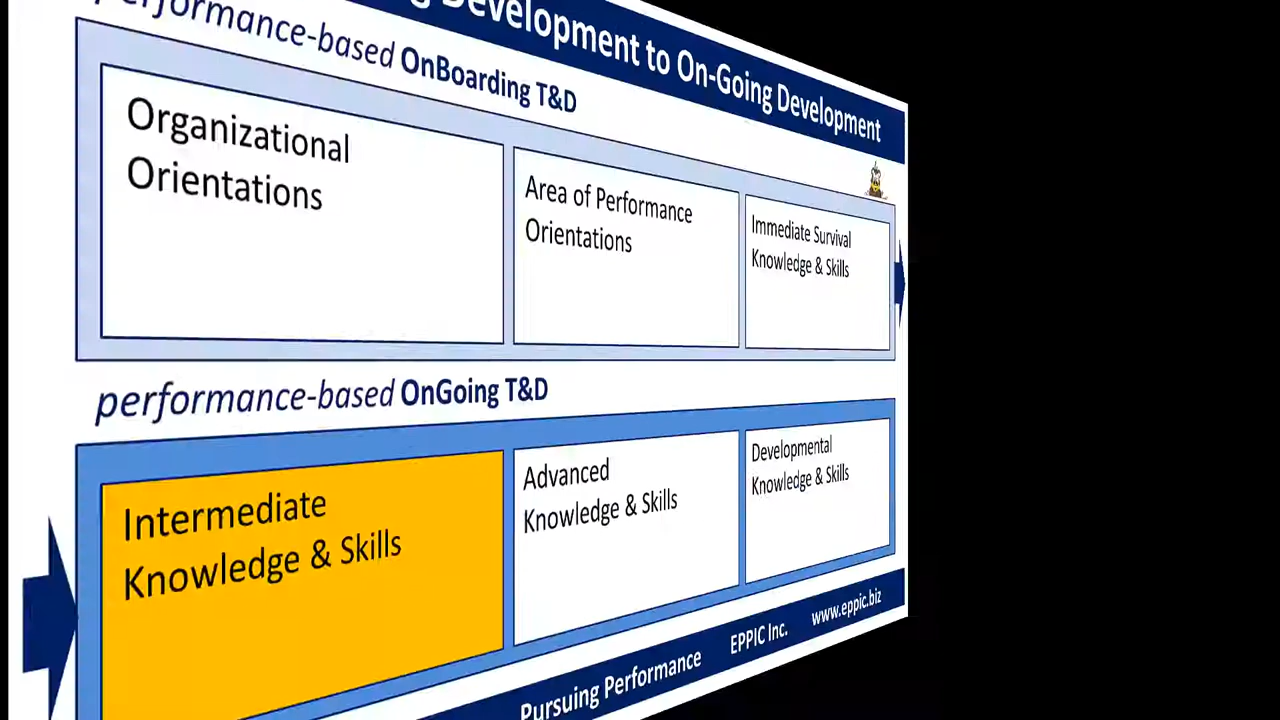 Development to On-Going Development
performance-based OnBoarding T&D
Organizational
Orientations
Area of Performance
Orientations
Immediate Survival
Knowledge & Skills
performance-based OnGoing T&D
Intermediate
Knowledge & Skills
Advanced
Knowledge & Skills
Developmental
Knowledge & Skills
Pursuing Performance EPPIC Inc. www.eppic.biz